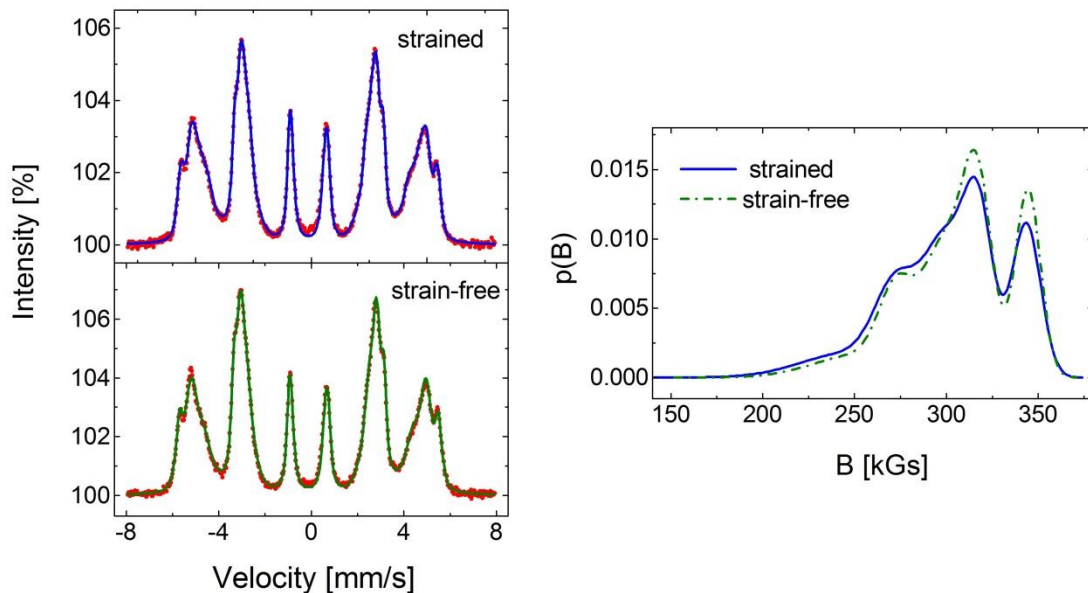 106
strained
104
102
100
Intensity [%]
strain-free
106
104
102
100
-8
-4
0
4
8
Velocity [mm/s]
0.015
strained
strain-free
0.010
p(B)
0.005
0.000
150
200
250
300
350
B [kGs]